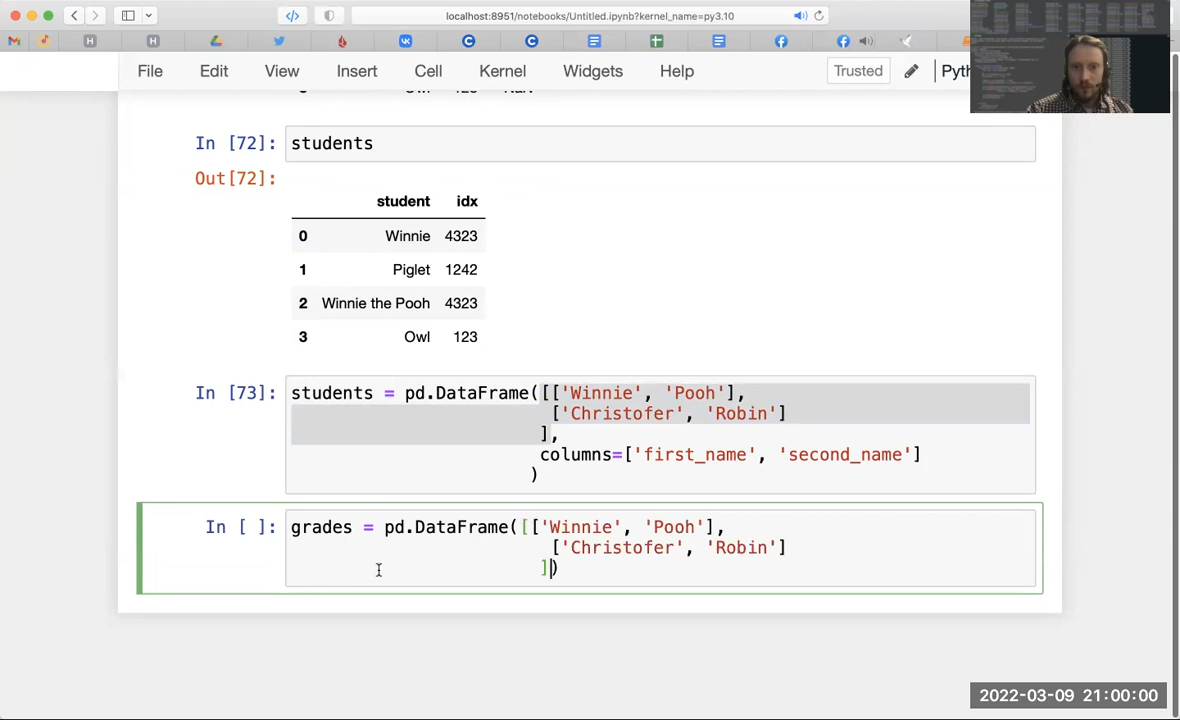 localhost:8951/notebooks/Untitled.ipynb?kernel_name=py3.10
File Edit View Insert Cell Kernel Widgets Help Trusted
In [72]: students
Out[72]:
student idx
0 Winnie 4323
1 Piglet 1242
2 Winnie the Pooh 4323
3 Owl 123
In [73]: students = pd.DataFrame([['Winnie', 'Pooh'],
['Christofer', 'Robin']
],
columns=['first_name', 'second_name']
)
In [ ]: grades = pd.DataFrame([['Winnie', 'Pooh'],
['Christofer', 'Robin']
])
2022-03-09 21:00:00